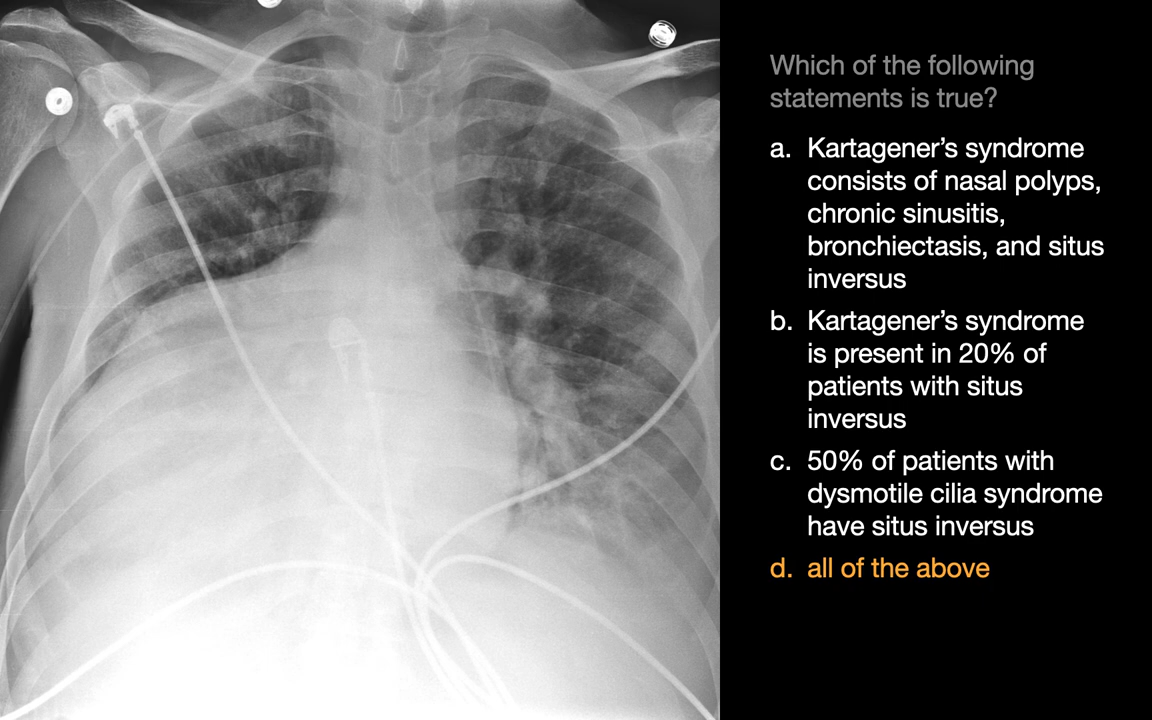 Which of the following
statements is true?
a. Kartagener’s syndrome
consists of nasal polyps,
chronic sinusitis,
bronchiectasis, and situs
inversus
b. Kartagener’s syndrome
is present in 20% of
patients with situs
inversus
c. 50% of patients with
dysmotile cilia syndrome
have situs inversus
d. all of the above